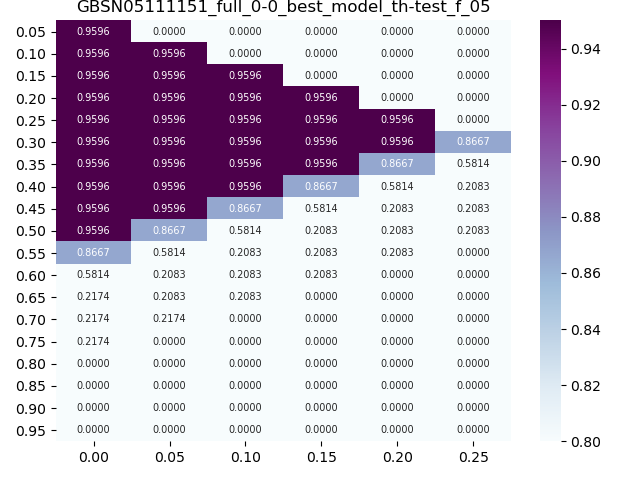 GBSN05111151_full_0-0_best_model_th-test_f_05
0.05 0.9596 0.0000 0.0000 0.0000 0.0000 0.0000
0.10 0.9596 0.9596 0.0000 0.0000 0.0000 0.0000
0.15 0.9596 0.9596 0.9596 0.0000 0.0000 0.0000
0.20 0.9596 0.9596 0.9596 0.9596 0.0000 0.0000
0.25 0.9596 0.9596 0.9596 0.9596 0.9596 0.0000
0.30 0.9596 0.9596 0.9596 0.9596 0.9596 0.8667
0.35 0.9596 0.9596 0.9596 0.9596 0.8667 0.5814
0.40 0.9596 0.9596 0.9596 0.8667 0.5814 0.2083
0.45 0.9596 0.9596 0.8667 0.5814 0.2083 0.2083
0.50 0.9596 0.8667 0.5814 0.2083 0.2083 0.2083
0.55 0.8667 0.5814 0.2083 0.2083 0.2083 0.0000
0.60 0.5814 0.2083 0.2083 0.2083 0.0000 0.0000
0.65 0.2174 0.2083 0.2083 0.0000 0.0000 0.0000
0.70 0.2174 0.2174 0.0000 0.0000 0.0000 0.0000
0.75 0.2174 0.0000 0.0000 0.0000 0.0000 0.0000
0.80 0.0000 0.0000 0.0000 0.0000 0.0000 0.0000
0.85 0.0000 0.0000 0.0000 0.0000 0.0000 0.0000
0.90 0.0000 0.0000 0.0000 0.0000 0.0000 0.0000
0.95 0.0000 0.0000 0.0000 0.0000 0.0000 0.0000
0.00 0.05 0.10 0.15 0.20 0.25
0.94
0.92
0.90
0.88
0.86
0.84
0.82
0.80